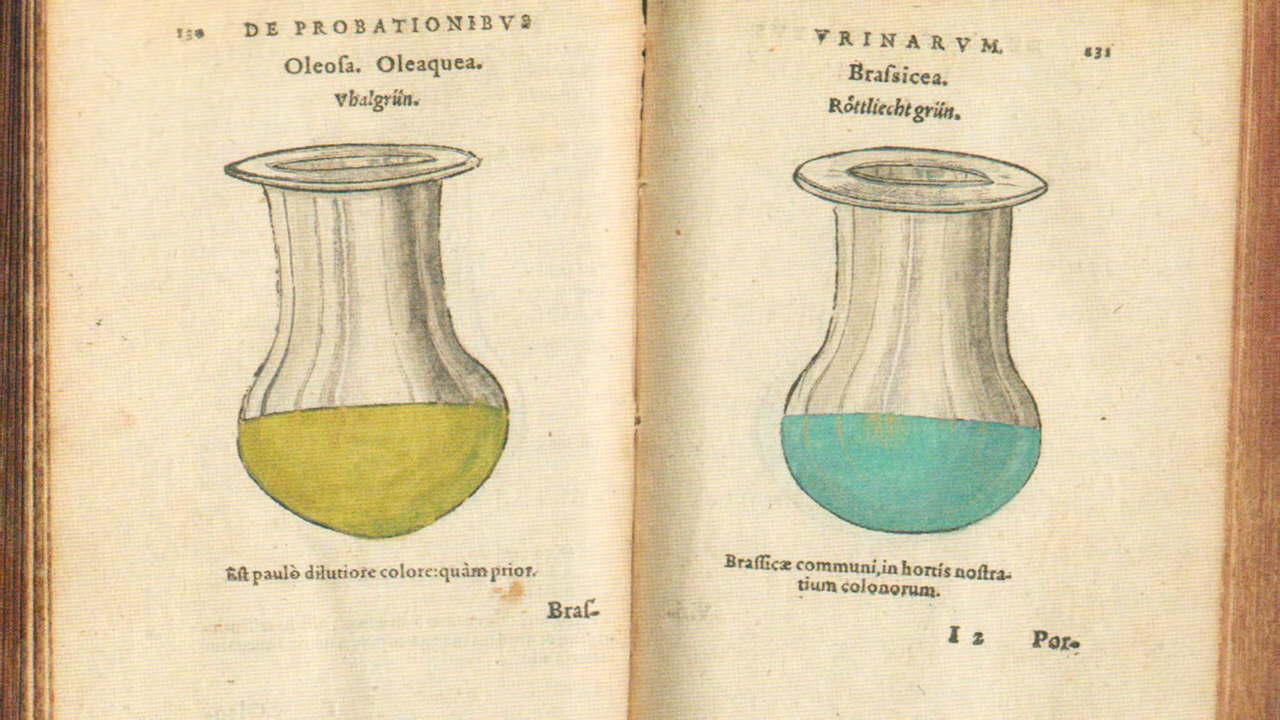 130 DE PROBATIONIBVS
Oleoſa. Oleaquea.
Vhalgrün.
Eſt paulò dilutiore colore: quàm prior.
Braſ-
VRINARVM. 131
Braſsicea.
Röttliecht grün.
Braſſicæ communi, in hortis noſtra-
tium colonorum.
I 2 Por-